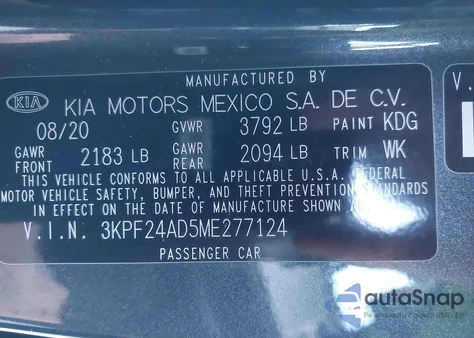 MANUFACTURED BY
KIA KIA MOTORS MEXICO S.A. DE C.V.
08/20 GVWR 3792 LB PAINT KDG
GAWR FRONT 2183 LB GAWR REAR 2094 LB TRIM WK
THIS VEHICLE CONFORMS TO ALL APPLICABLE U.S.A. FEDERAL
MOTOR VEHICLE SAFETY, BUMPER, AND THEFT PREVENTION STANDARDS
IN EFFECT ON THE DATE OF MANUFACTURE SHOWN
V.I.N. 3KPF24AD5ME277124
PASSENGER CAR
V.I
autoSnap